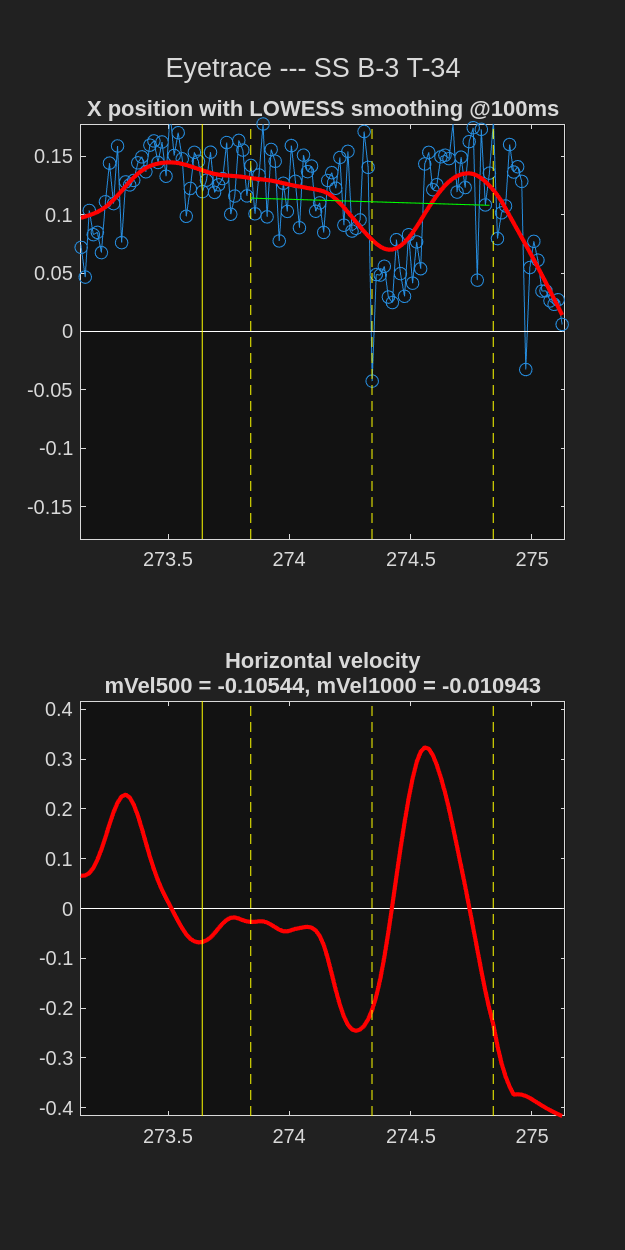 Eyetrace --- SS B-3 T-34
X position with LOWESS smoothing @100ms
0.15
0.1
0.05
0
-0.05
-0.1
-0.15
273.5 274 274.5 275
Horizontal velocity
mVel500 = -0.10544, mVel1000 = -0.010943
0.4
0.3
0.2
0.1
0
-0.1
-0.2
-0.3
-0.4
273.5 274 274.5 275